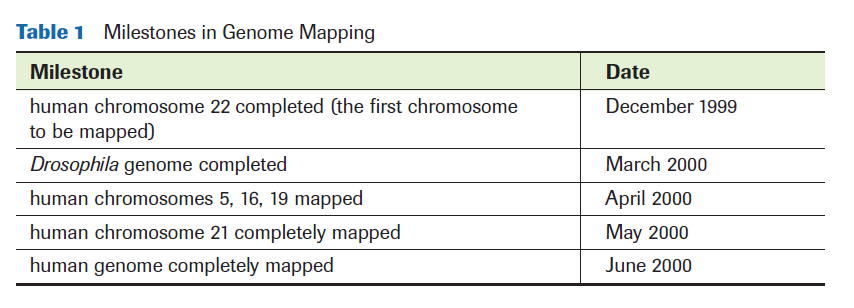 Table 1 Milestones in Genome Mapping
Milestone Date
human chromosome 22 completed (the first chromosome December 1999
to be mapped)
Drosophila genome completed March 2000
human chromosomes 5, 16, 19 mapped April 2000
human chromosome 21 completely mapped May 2000
human genome completely mapped June 2000